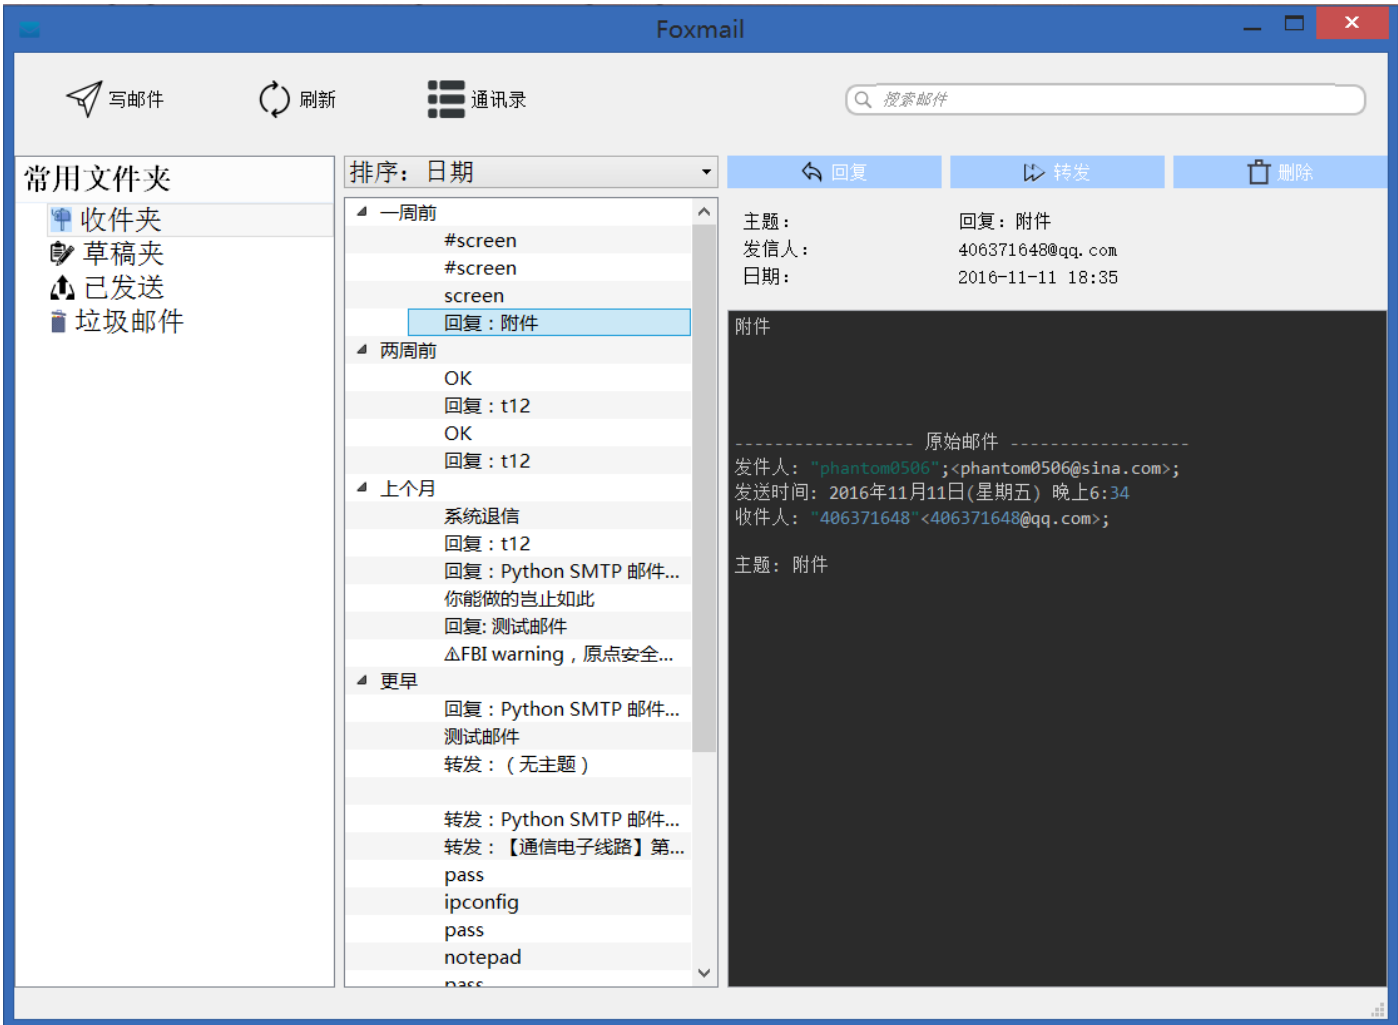 Foxmail
写邮件
刷新
通讯录
搜索邮件
常用文件夹
收件夹
草稿夹
已发送
垃圾邮件
排序：日期
一周前
#screen
#screen
screen
回复：附件
两周前
OK
回复：t12
OK
回复：t12
上个月
系统退信
回复：t12
回复：Python SMTP 邮件...
你能做的岂止如此
回复: 测试邮件
⚠FBI warning，原点安全...
更早
回复：Python SMTP 邮件...
测试邮件
转发：（无主题）
转发：Python SMTP 邮件...
转发：【通信电子线路】第...
pass
ipconfig
pass
notepad
pass
回复
转发
删除
主题： 回复：附件
发信人： 406371648@qq.com
日期： 2016-11-11 18:35
附件
------------------ 原始邮件 ------------------
发件人: "phantom0506";<phantom0506@sina.com>;
发送时间: 2016年11月11日(星期五) 晚上6:34
收件人: "406371648"<406371648@qq.com>;
主题: 附件